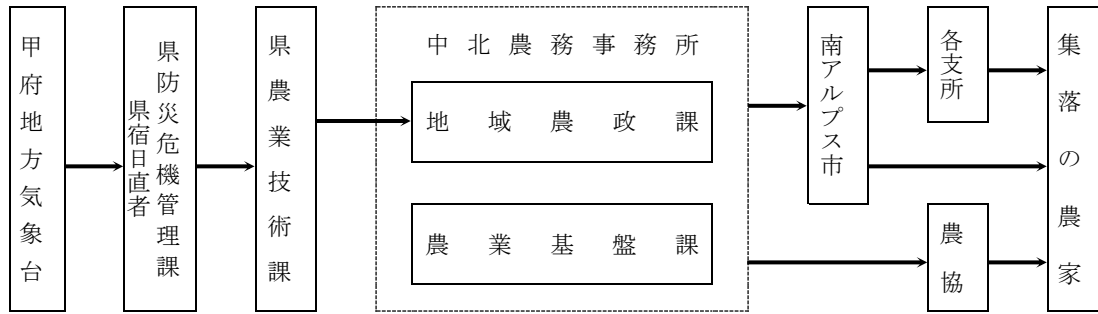 甲府地方気象台
県防災危機管理課
県宿日直者
県農業技術課
中北農務事務所
地域農政課
農業基盤課
南アルプス市
各支所
農協
集落の農家